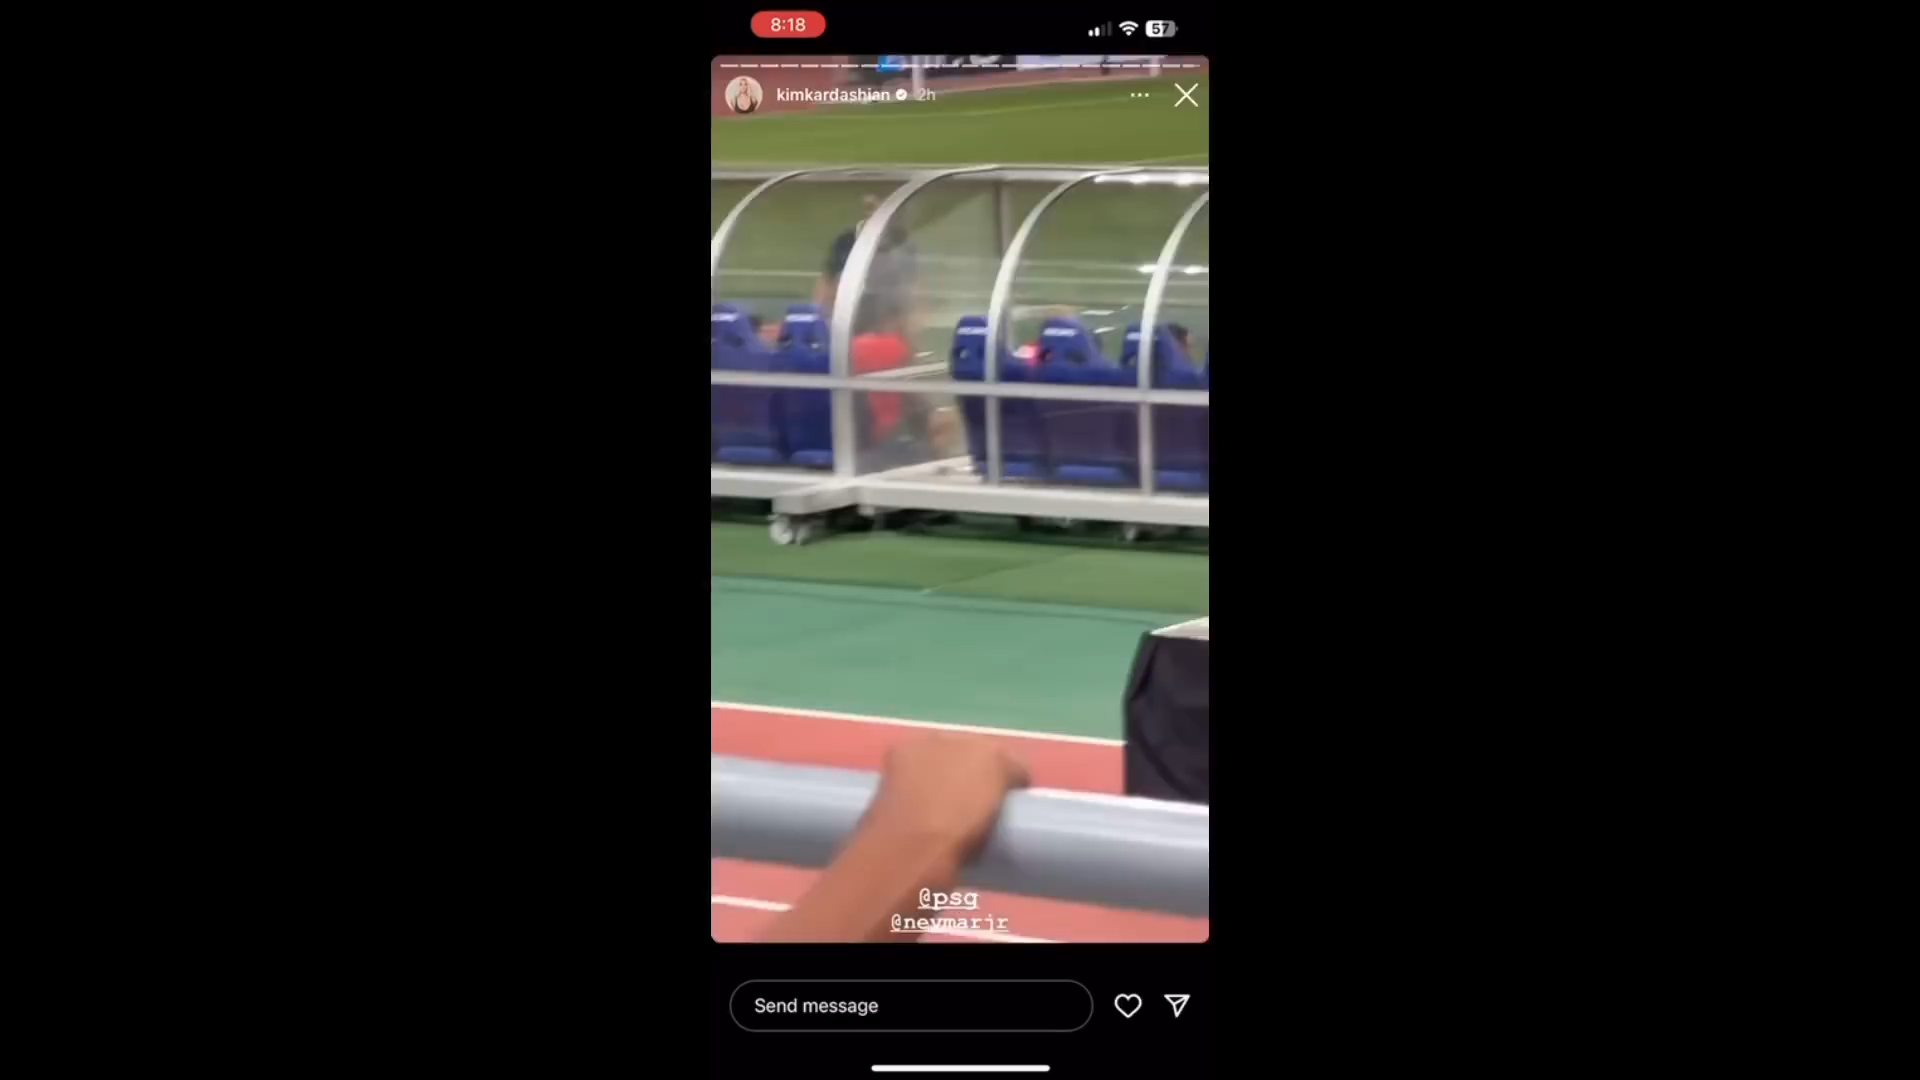 8:18
57
kimkardashian 2h
@psg
@neymarjr
Send message